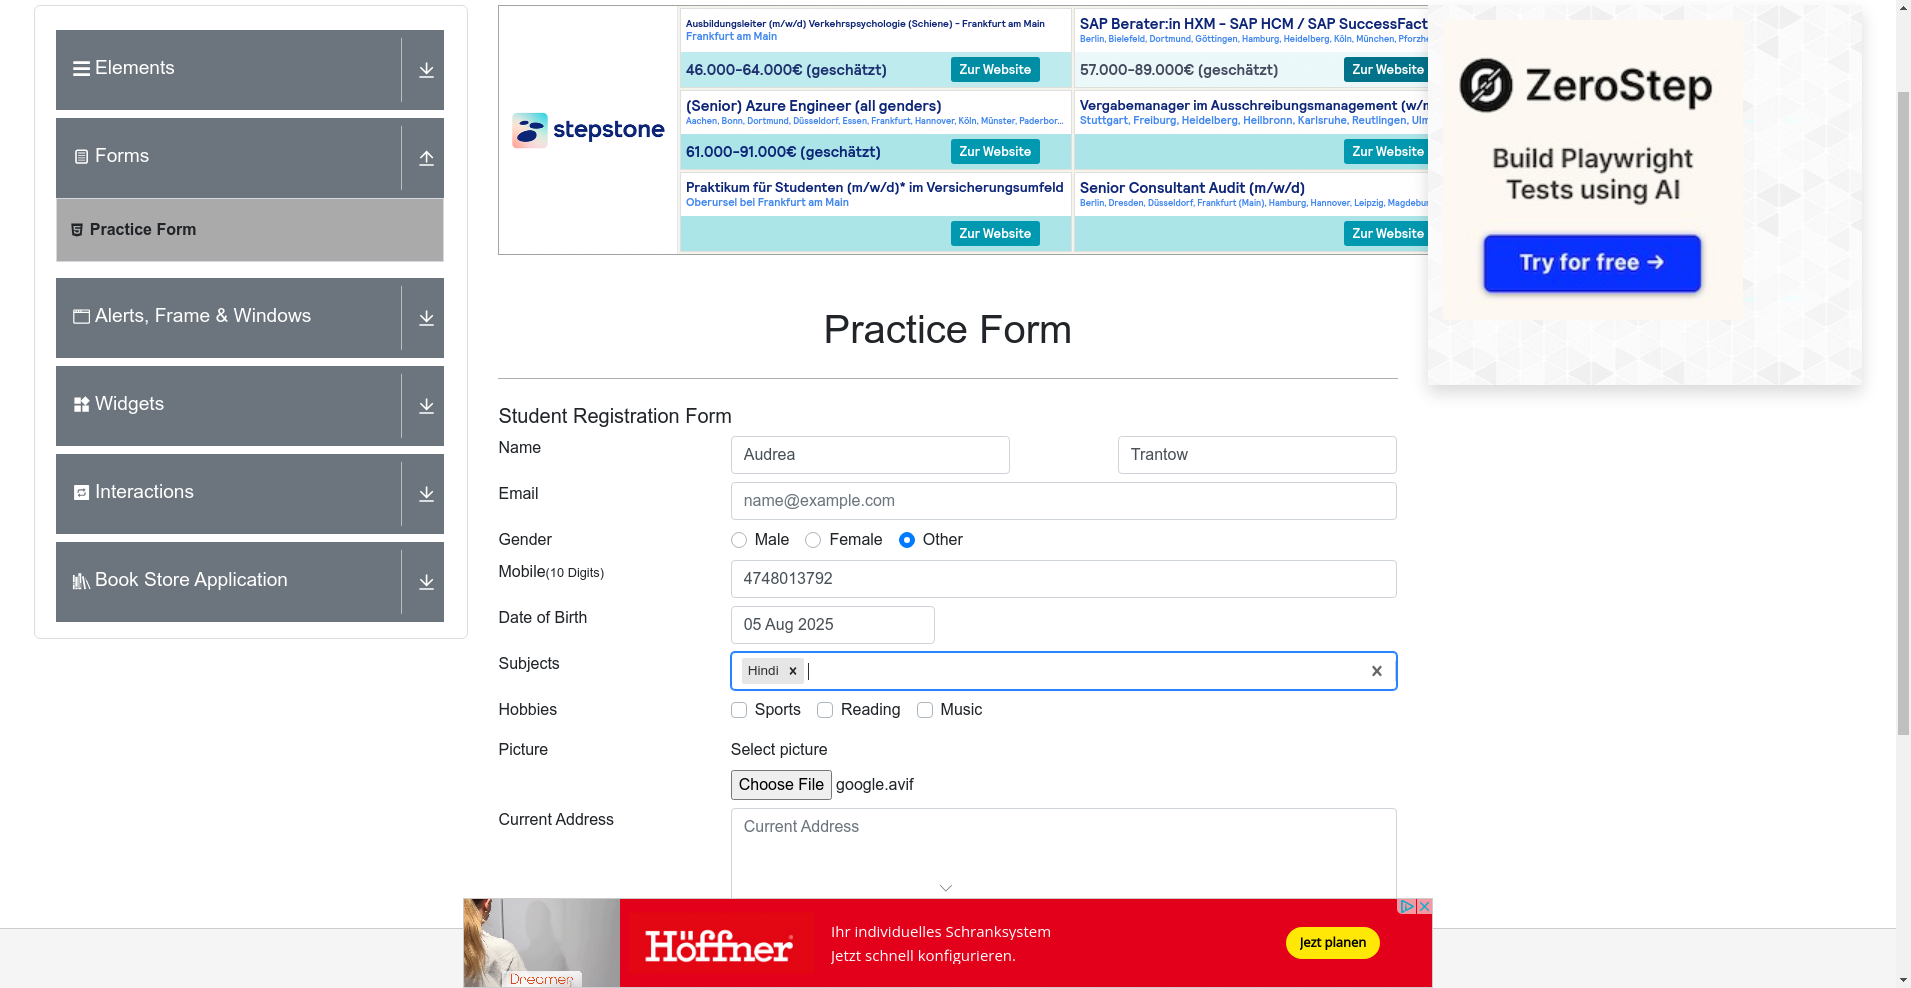 Elements
Forms
Practice Form
Alerts, Frame & Windows
Widgets
Interactions
Book Store Application
stepstone
Ausbildungsleiter (m/w/d) Verkehrspsychologie (Schiene) - Frankfurt am Main
Frankfurt am Main
46.000-64.000€ (geschätzt)
Zur Website
SAP Berater:in HXM - SAP HCM / SAP SuccessFact
Berlin, Bielefeld, Dortmund, Göttingen, Hamburg, Heidelberg, Köln, München, Pforzhe
57.000-89.000€ (geschätzt)
Zur Website
(Senior) Azure Engineer (all genders)
Aachen, Bonn, Dortmund, Düsseldorf, Essen, Frankfurt, Hannover, Köln, Münster, Paderbor...
61.000-91.000€ (geschätzt)
Zur Website
Vergabemanager im Ausschreibungsmanagement (w/m
Stuttgart, Freiburg, Heidelberg, Heilbronn, Karlsruhe, Reutlingen, Ulm
Zur Website
Praktikum für Studenten (m/w/d)* im Versicherungsumfeld
Oberursel bei Frankfurt am Main
Zur Website
Senior Consultant Audit (m/w/d)
Berlin, Dresden, Düsseldorf, Frankfurt (Main), Hamburg, Hannover, Leipzig, Magdebur
Zur Website
ZeroStep
Build Playwright
Tests using AI
Try for free →
Practice Form
Student Registration Form
Name
Audrea
Trantow
Email
name@example.com
Gender
Male
Female
Other
Mobile(10 Digits)
4748013792
Date of Birth
05 Aug 2025
Subjects
Hindi
Hobbies
Sports
Reading
Music
Picture
Select picture
Choose File google.avif
Current Address
Current Address
Dreamer
Höffner
Ihr individuelles Schranksystem
Jetzt schnell konfigurieren.
Jezt planen